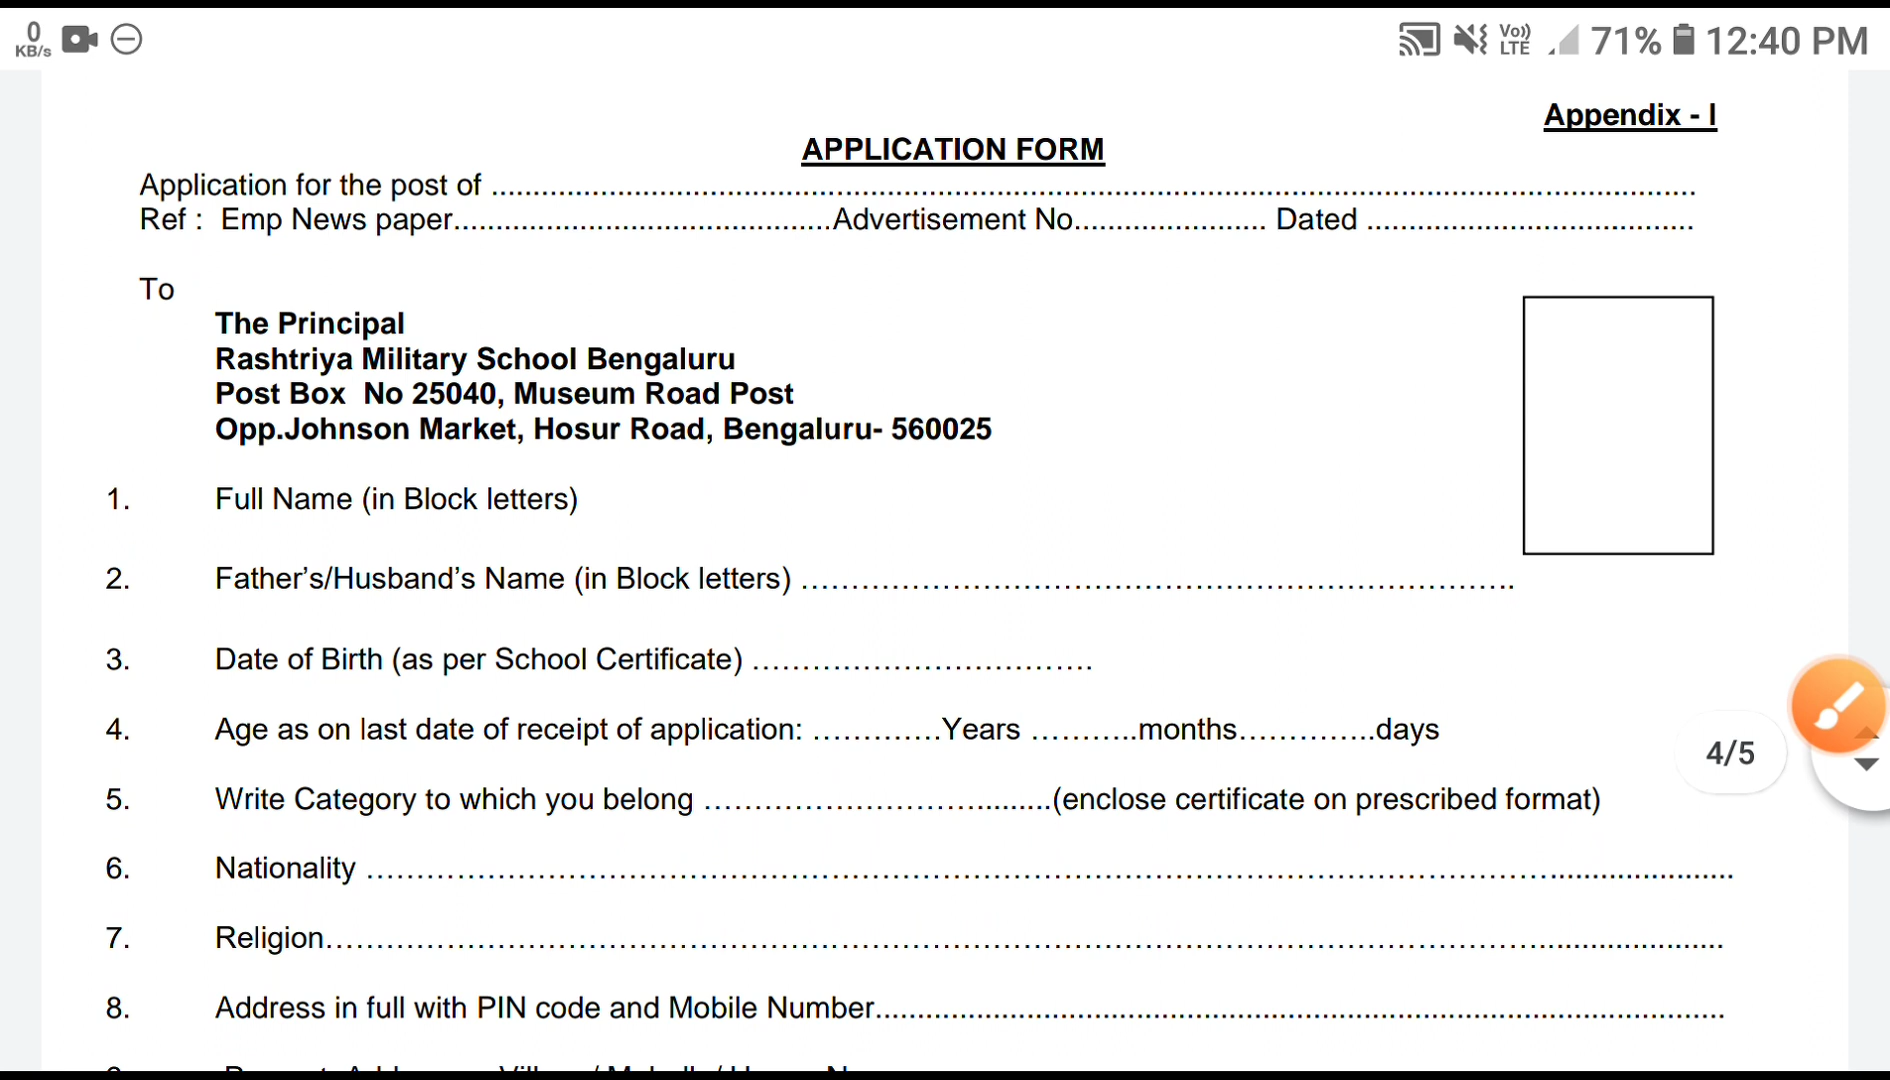 0
KB/s
Vo))
LTE
71%
12:40 PM
Appendix - I
APPLICATION FORM
Application for the post of ................................................................................................................................................
Ref :  Emp News paper.............................................Advertisement No....................... Dated .......................................
To
The Principal
Rashtriya Military School Bengaluru
Post Box  No 25040, Museum Road Post
Opp.Johnson Market, Hosur Road, Bengaluru- 560025
1. Full Name (in Block letters)
2. Father’s/Husband’s Name (in Block letters) …………………………………………………………….
3. Date of Birth (as per School Certificate) …………………………….
4. Age as on last date of receipt of application: ………….Years ………..months…………..days
5. Write Category to which you belong ……………………….........(enclose certificate on prescribed format)
4/5
6. Nationality ……………………………………………………………………………………………………......................
7. Religion……………………………………………………………………………………………………......................
8. Address in full with PIN code and Mobile Number.....................................................................................................